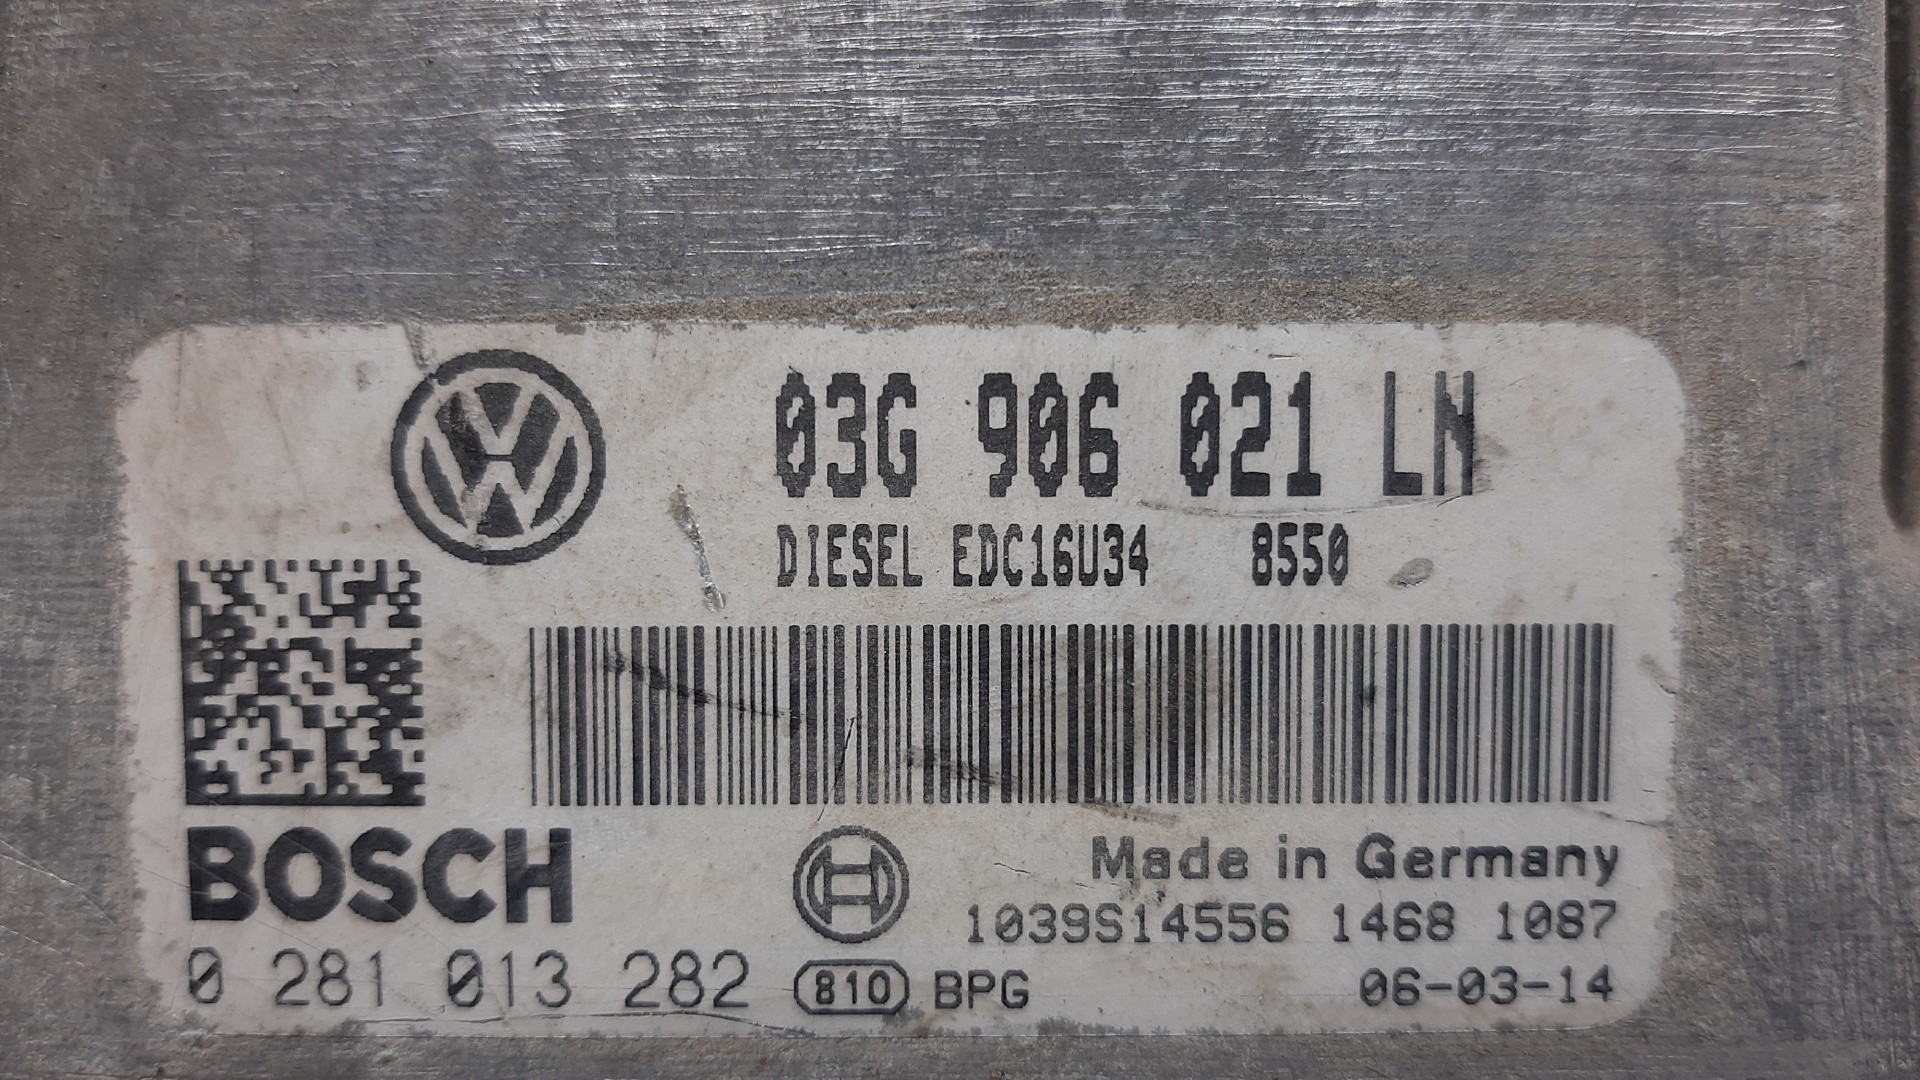 03G 906 021 LN
DIESEL EDC16U34 8550
BOSCH
Made in Germany
1039S14556 1468 1087
0 281 013 282 810 BPG 06-03-14